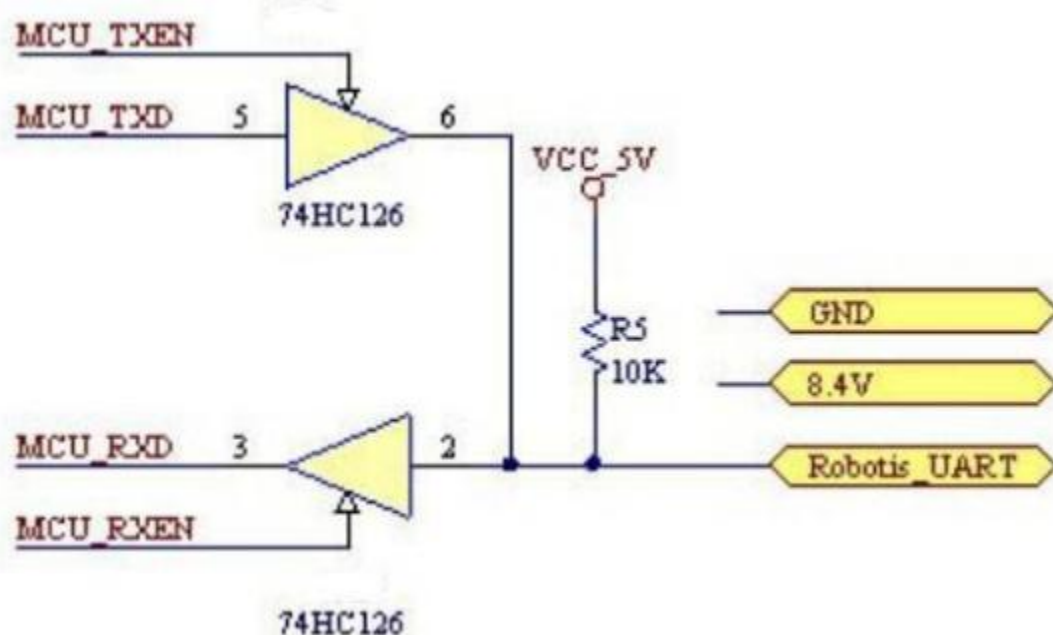 MCU_TXEN
MCU_TXD 5 6
74HC126
VCC_5V
R5
10K
GND
8.4V
MCU_RXD 3 2 Robotis_UART
MCU_RXEN
74HC126